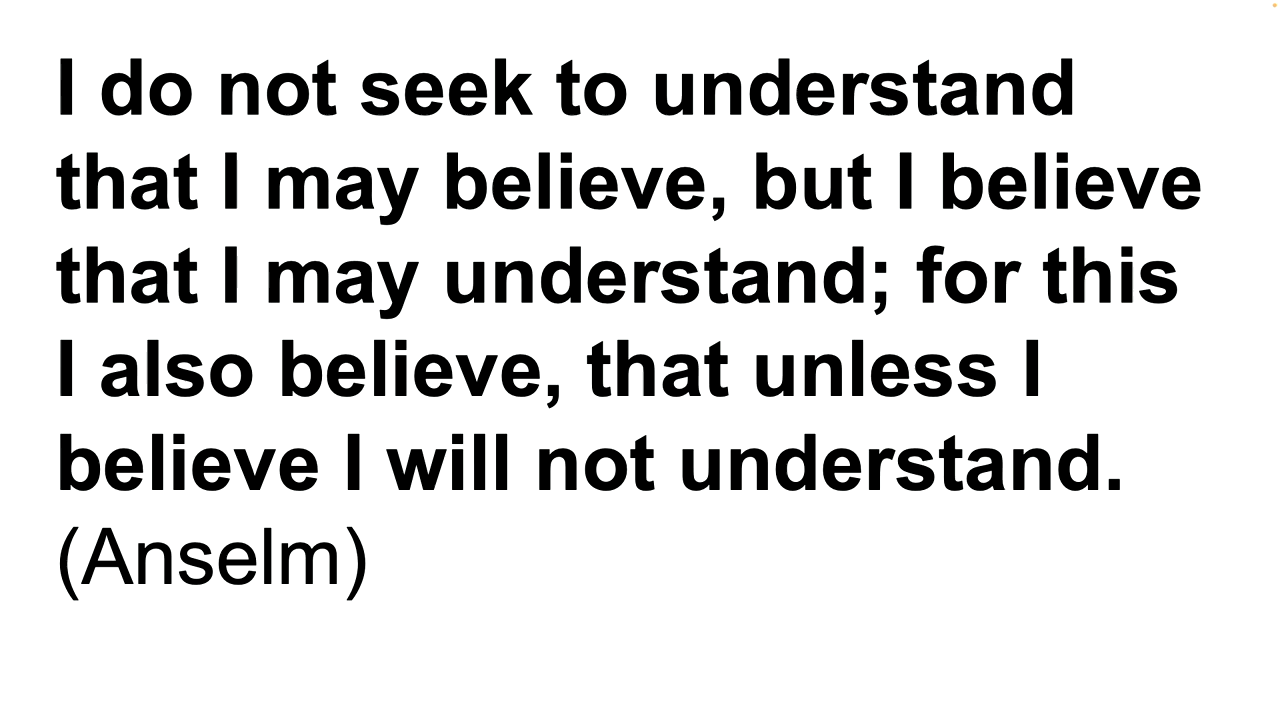 I do not seek to understand
that I may believe, but I believe
that I may understand; for this
I also believe, that unless I
believe I will not understand.
(Anselm)